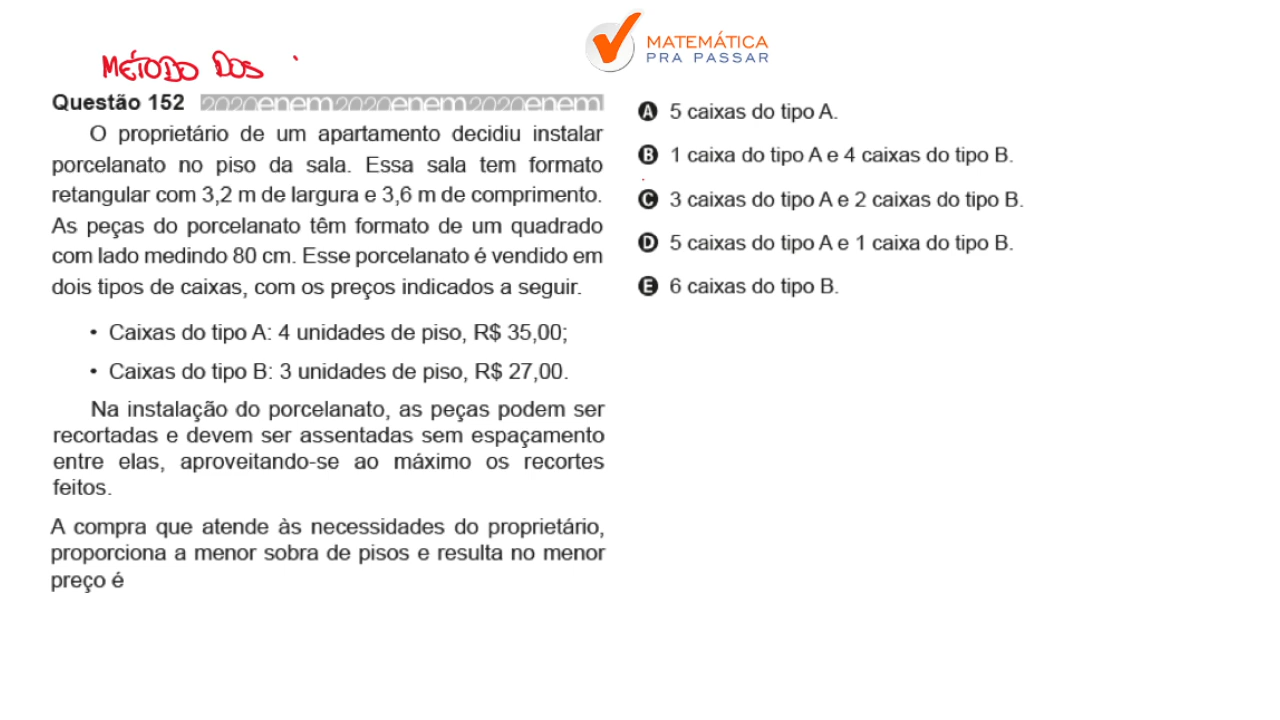 MATEMÁTICA
PRA PASSAR
MÉTODO DOS
Questão 152 2020enem2020enem2020enem
O proprietário de um apartamento decidiu instalar
porcelanato no piso da sala. Essa sala tem formato
retangular com 3,2 m de largura e 3,6 m de comprimento.
As peças do porcelanato têm formato de um quadrado
com lado medindo 80 cm. Esse porcelanato é vendido em
dois tipos de caixas, com os preços indicados a seguir.
• Caixas do tipo A: 4 unidades de piso, R$ 35,00;
• Caixas do tipo B: 3 unidades de piso, R$ 27,00.
Na instalação do porcelanato, as peças podem ser
recortadas e devem ser assentadas sem espaçamento
entre elas, aproveitando-se ao máximo os recortes
feitos.
A compra que atende às necessidades do proprietário,
proporciona a menor sobra de pisos e resulta no menor
preço é
A 5 caixas do tipo A.
B 1 caixa do tipo A e 4 caixas do tipo B.
C 3 caixas do tipo A e 2 caixas do tipo B.
D 5 caixas do tipo A e 1 caixa do tipo B.
E 6 caixas do tipo B.